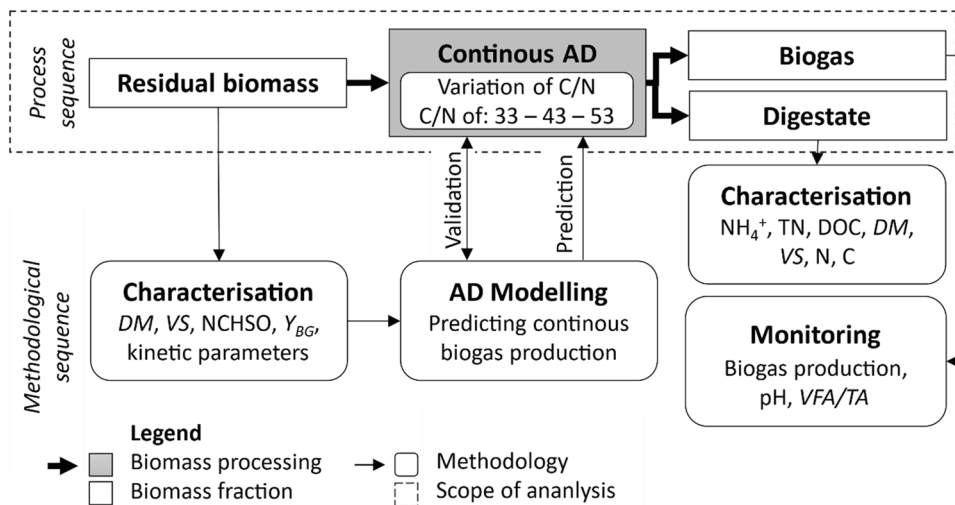 Process
sequence
Residual biomass
Continous AD
Variation of C/N
C/N of: 33 – 43 – 53
Biogas
Digestate
Validation
Prediction
Characterisation
NH₄⁺, TN, DOC, DM,
VS, N, C
Methodological
sequence
Characterisation
DM, VS, NCHSO, Y_BG,
kinetic parameters
AD Modelling
Predicting continous
biogas production
Monitoring
Biogas production,
pH, VFA/TA
Legend
Biomass processing
Methodology
Biomass fraction
Scope of ananlysis